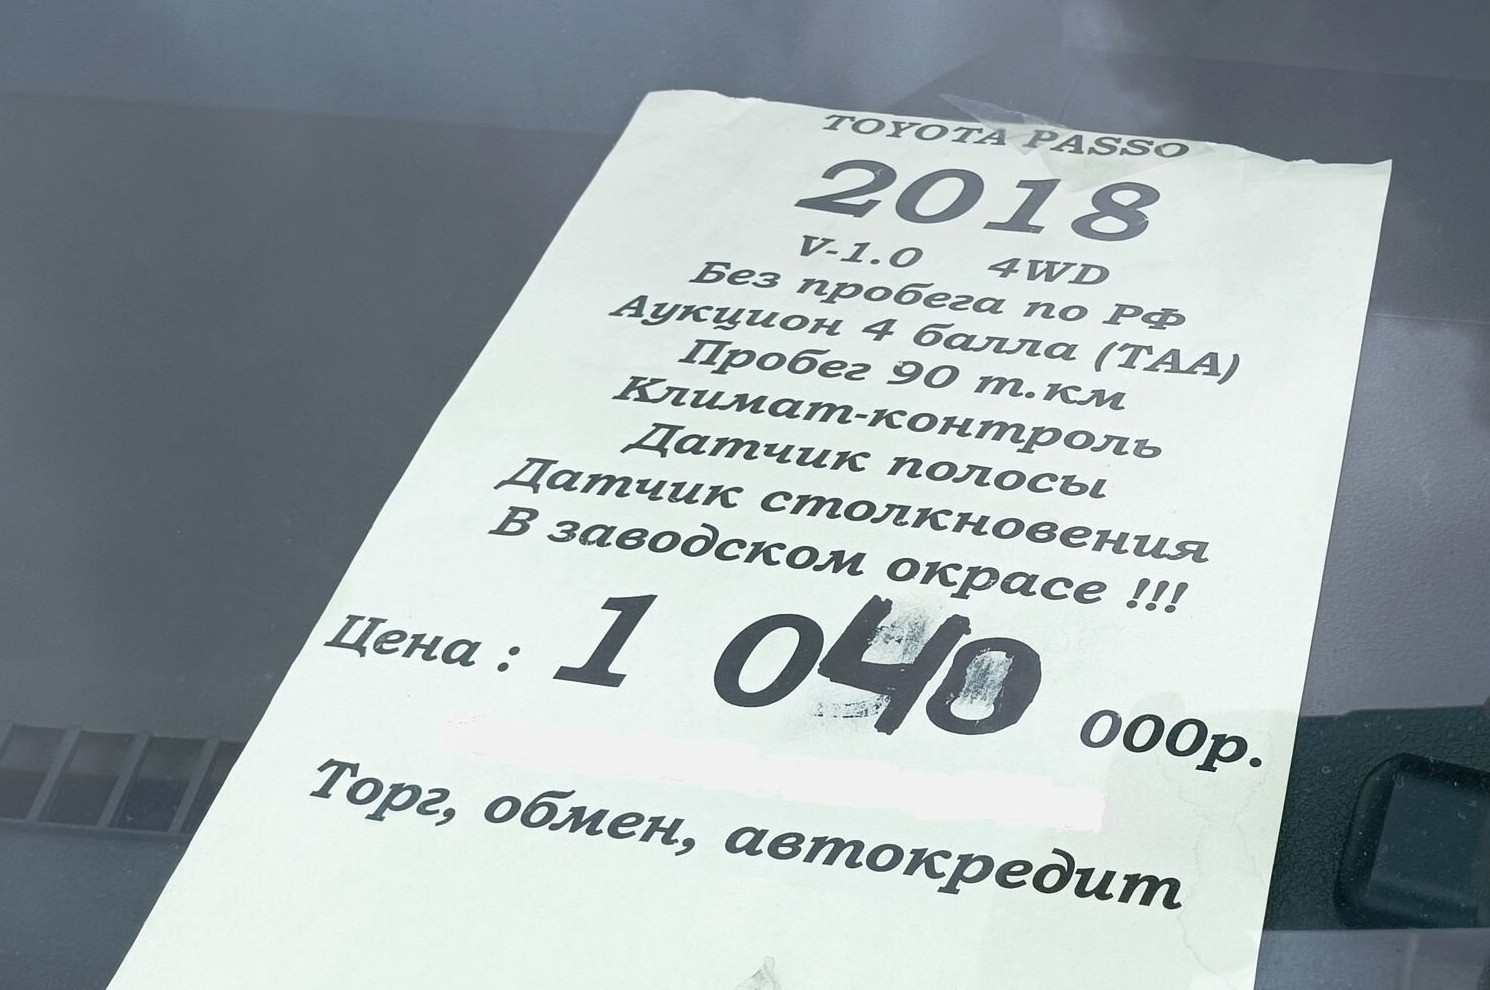 TOYOTA PASSO
2018
V-1.0 4WD
Без пробега по РФ
Аукцион 4 балла (ТАА)
Пробег 90 т.км
Климат-контроль
Датчик полосы
Датчик столкновения
В заводском окрасе !!!
Цена : 1 040 000р.
Торг, обмен, автокредит